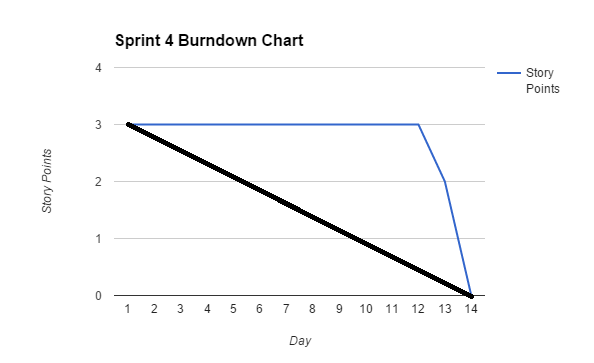 Sprint 4 Burndown Chart
4
3
2
1
0
Story Points
1 2 3 4 5 6 7 8 9 10 11 12 13 14
Day
Story
Points